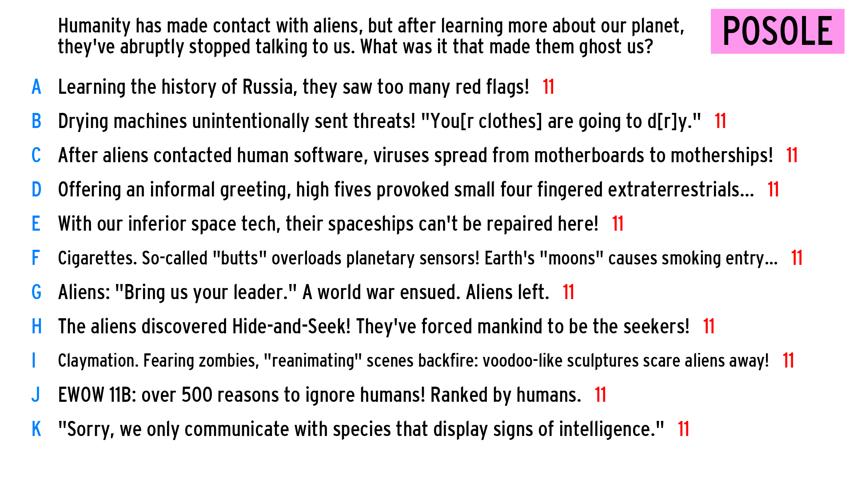 Humanity has made contact with aliens, but after learning more about our planet,
they've abruptly stopped talking to us. What was it that made them ghost us?
POSOLE
A Learning the history of Russia, they saw too many red flags! 11
B Drying machines unintentionally sent threats! "You[r clothes] are going to d[r]y." 11
C After aliens contacted human software, viruses spread from motherboards to motherships! 11
D Offering an informal greeting, high fives provoked small four fingered extraterrestrials... 11
E With our inferior space tech, their spaceships can't be repaired here! 11
F Cigarettes. So-called "butts" overloads planetary sensors! Earth's "moons" causes smoking entry... 11
G Aliens: "Bring us your leader." A world war ensued. Aliens left. 11
H The aliens discovered Hide-and-Seek! They've forced mankind to be the seekers! 11
I Claymation. Fearing zombies, "reanimating" scenes backfire: voodoo-like sculptures scare aliens away! 11
J EWOW 11B: over 500 reasons to ignore humans! Ranked by humans. 11
K "Sorry, we only communicate with species that display signs of intelligence." 11